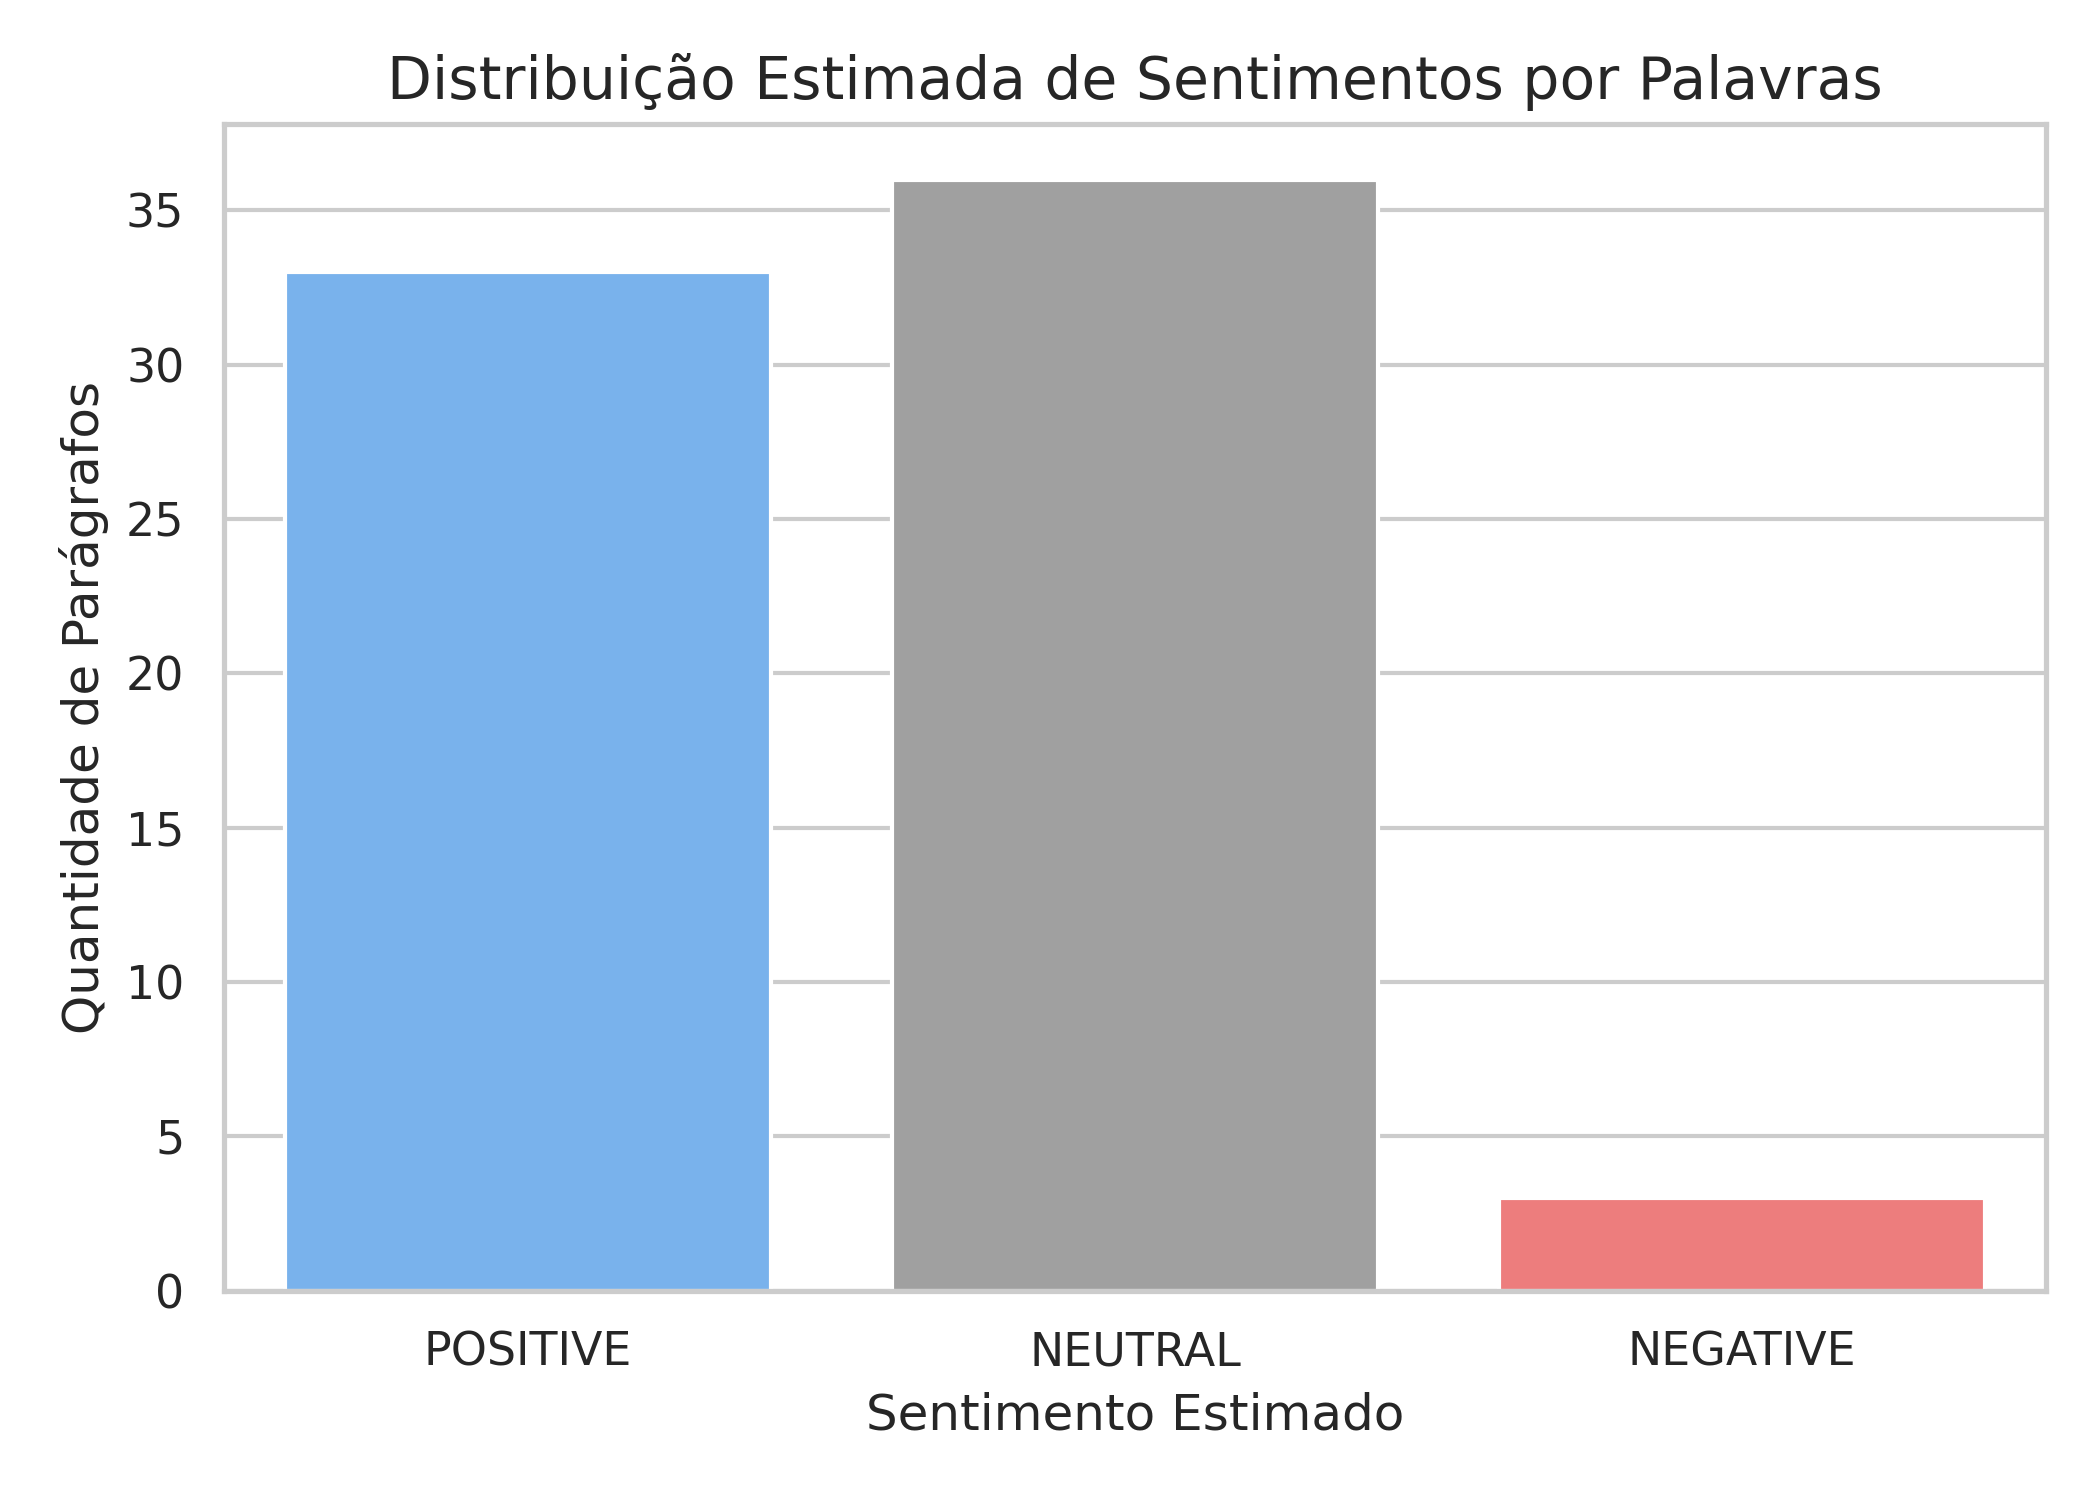 Distribuição Estimada de Sentimentos por Palavras
Quantidade de Parágrafos
35
30
25
20
15
10
5
0
POSITIVE
NEUTRAL
NEGATIVE
Sentimento Estimado